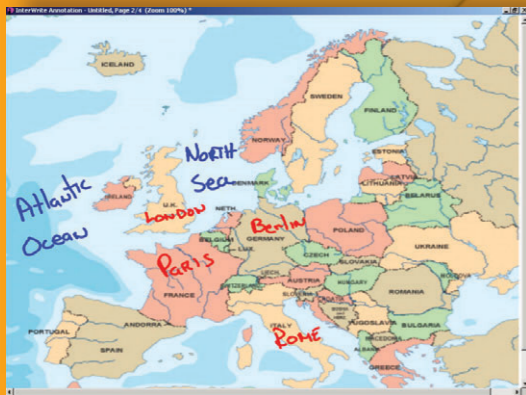 InterWrite Annotation - Untitled, Page 2/4 (Zoom 100%) *
ICELAND
SWEDEN
FINLAND
NORWAY
NORTH
Sea
ESTONIA
LATVIA
LITHUANIA
DENMARK
BELARUS
Atlantic
Ocean
IRELAND
U.K.
LONDON
NETH.
Berlin
POLAND
BELGIUM
GERMANY
LUX.
UKRAINE
CZECH
SLOVAKIA
PARIS
LIECH.
AUSTRIA
HUNGARY
MOLDOVA
SWITZERLAND
SLOVENIA
CROATIA
ROMANIA
FRANCE
BOSNIA
YUGOSLAVIA
ITALY
ROME
BULGARIA
MACEDONIA
ALBANIA
ANDORRA
PORTUGAL
SPAIN
GREECE